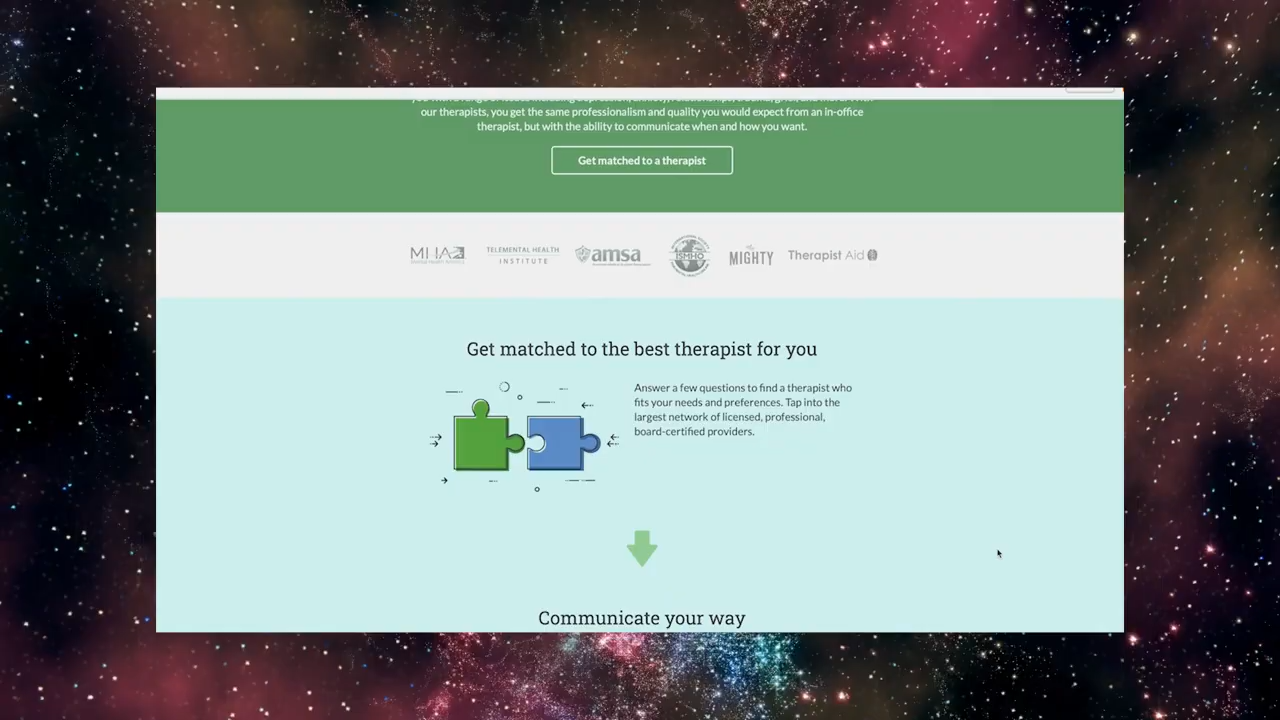 our therapists, you get the same professionalism and quality you would expect from an in-office
therapist, but with the ability to communicate when and how you want.
Get matched to a therapist
MHA
TELEMENTAL HEALTH
INSTITUTE
amsa
ISMHO
The
MIGHTY
Therapist Aid
Get matched to the best therapist for you
Answer a few questions to find a therapist who
fits your needs and preferences. Tap into the
largest network of licensed, professional,
board-certified providers.
Communicate your way